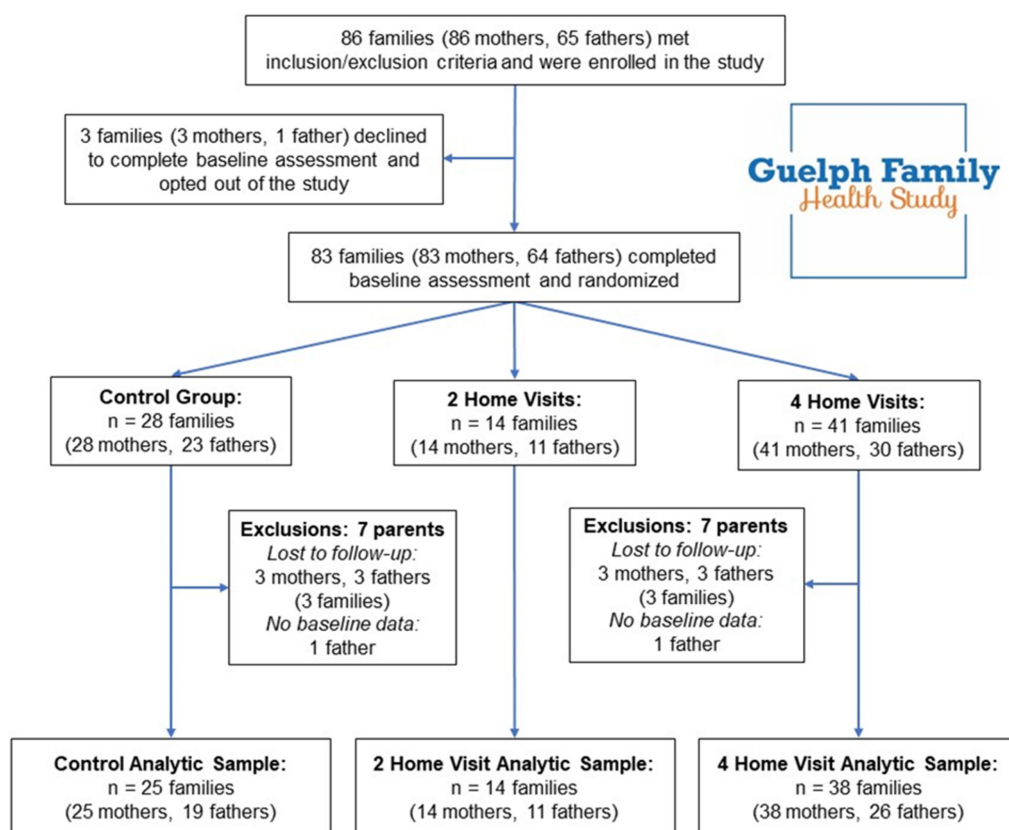 86 families (86 mothers, 65 fathers) met
inclusion/exclusion criteria and were enrolled in the study
3 families (3 mothers, 1 father) declined
to complete baseline assessment and
opted out of the study
Guelph Family
Health Study
83 families (83 mothers, 64 fathers) completed
baseline assessment and randomized
Control Group:
n = 28 families
(28 mothers, 23 fathers)
2 Home Visits:
n = 14 families
(14 mothers, 11 fathers)
4 Home Visits:
n = 41 families
(41 mothers, 30 fathers)
Exclusions: 7 parents
Lost to follow-up:
3 mothers, 3 fathers
(3 families)
No baseline data:
1 father
Exclusions: 7 parents
Lost to follow-up:
3 mothers, 3 fathers
(3 families)
No baseline data:
1 father
Control Analytic Sample:
n = 25 families
(25 mothers, 19 fathers)
2 Home Visit Analytic Sample:
n = 14 families
(14 mothers, 11 fathers)
4 Home Visit Analytic Sample:
n = 38 families
(38 mothers, 26 fathers)